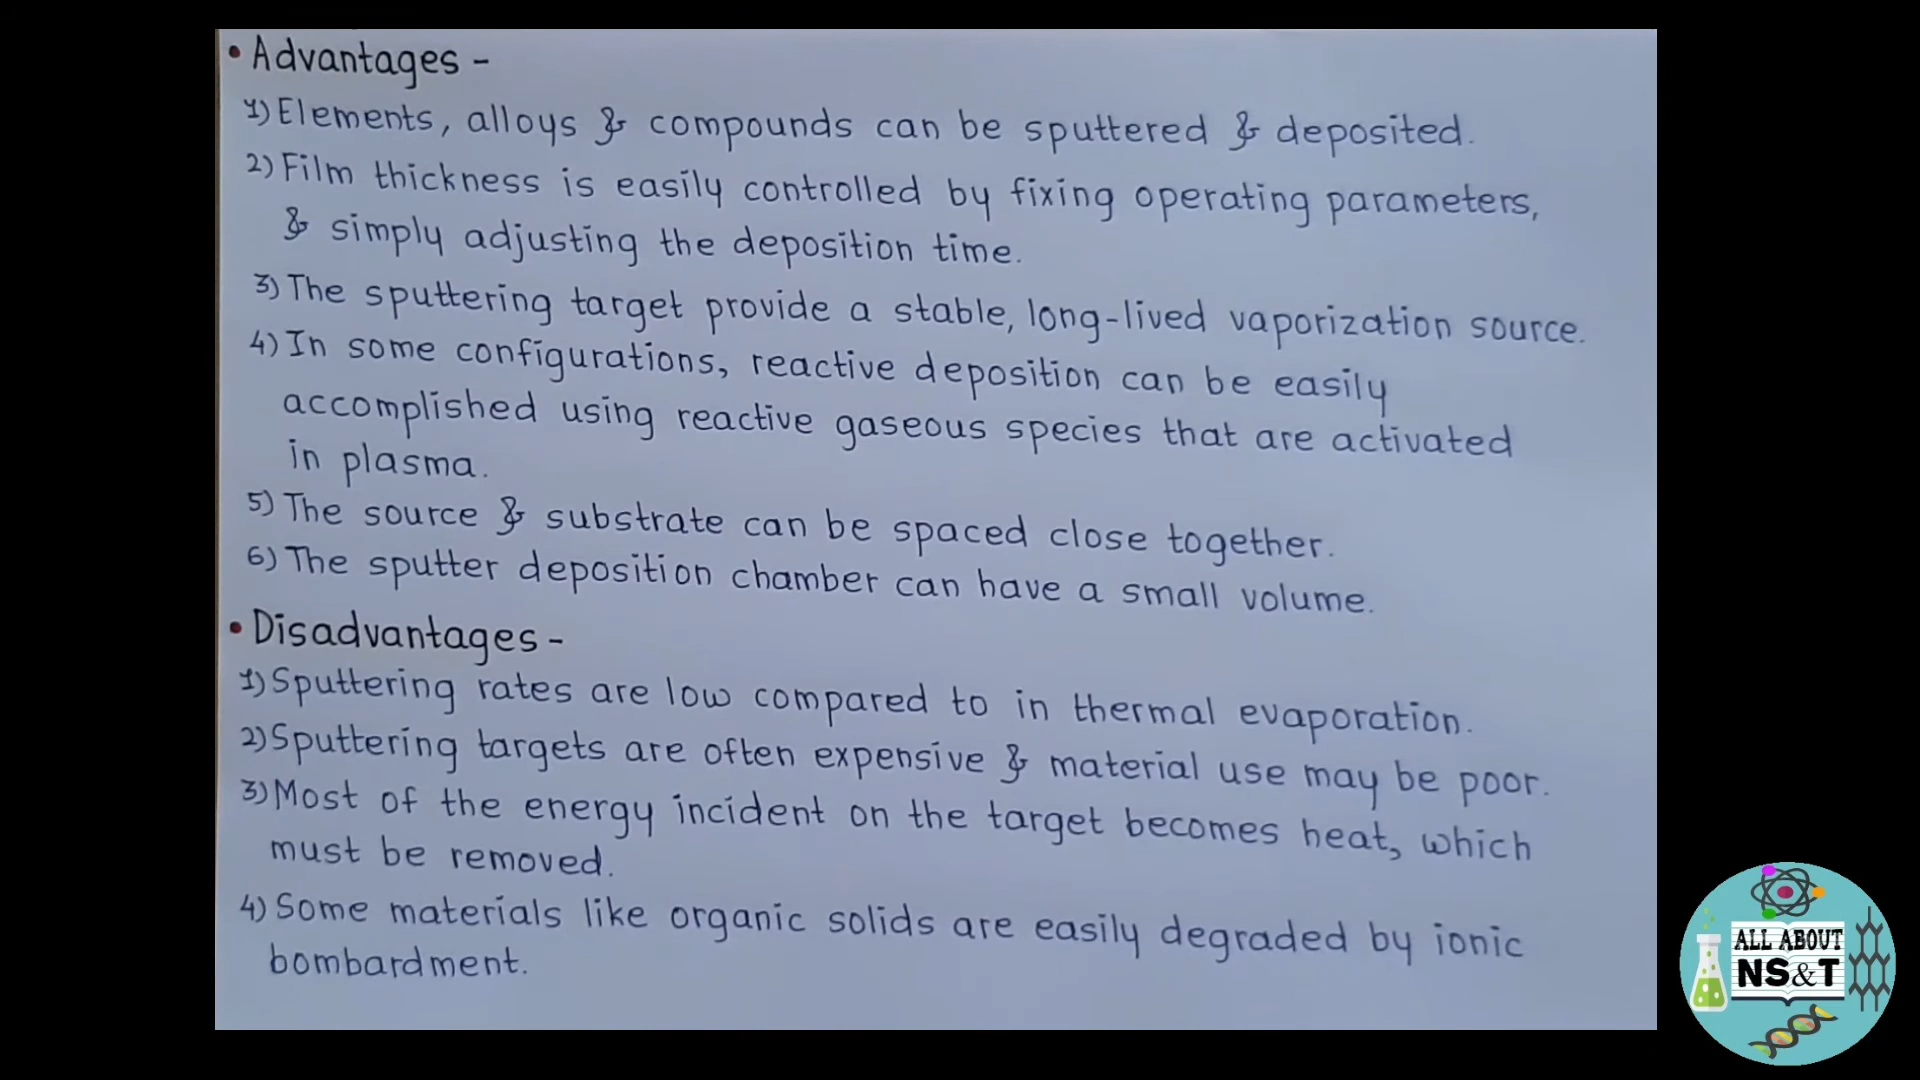 • Advantages -
1) Elements, alloys & compounds can be sputtered & deposited.
2) Film thickness is easily controlled by fixing operating parameters,
& simply adjusting the deposition time.
3) The sputtering target provide a stable, long-lived vaporization source.
4) In some configurations, reactive deposition can be easily
accomplished using reactive gaseous species that are activated
in plasma.
5) The source & substrate can be spaced close together.
6) The sputter deposition chamber can have a small volume.
• Disadvantages -
1) Sputtering rates are low compared to in thermal evaporation.
2) Sputtering targets are often expensive & material use may be poor.
3) Most of the energy incident on the target becomes heat, which
must be removed.
4) Some materials like organic solids are easily degraded by ionic
bombardment.
ALL ABOUT
NS&T